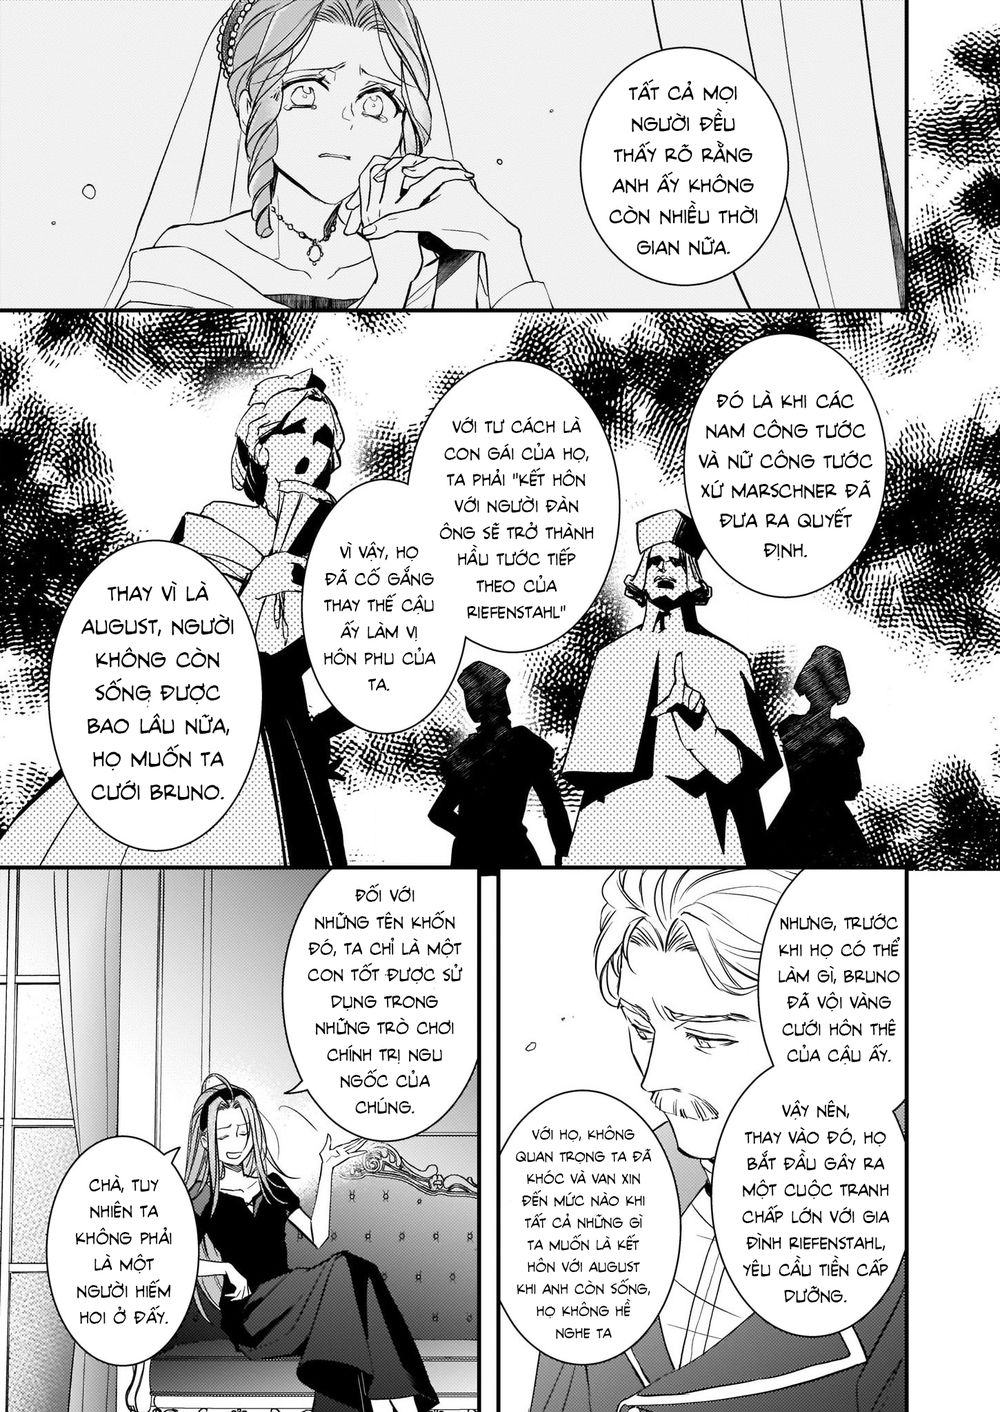 TẤT CẢ MỌI
NGƯỜI ĐỀU
THẤY RÕ RẰNG
ANH ẤY KHÔNG
CÒN NHIỀU THỜI
GIAN NỮA.
ĐÓ LÀ KHI CÁC
NAM CÔNG TƯỚC
VÀ NỮ CÔNG TƯỚC
XỨ MARSCHNER ĐÃ
ĐƯA RA QUYẾT
ĐỊNH.
VỚI TƯ CÁCH LÀ
CON GÁI CỦA HỌ,
TA PHẢI "KẾT HÔN
VỚI NGƯỜI ĐÀN
ÔNG SẼ TRỞ THÀNH
HẦU TƯỚC TIẾP
THEO CỦA
RIEFENSTAHL"
VÌ VẬY, HỌ
ĐÃ CỐ GẮNG
THAY THẾ CẬU
ẤY LÀM VỊ
HÔN PHU CỦA
TA.
THAY VÌ LÀ
AUGUST, NGƯỜI
KHÔNG CÒN
SỐNG ĐƯỢC
BAO LÂU NỮA,
HỌ MUỐN TA
CƯỚI BRUNO.
NHƯNG, TRƯỚC
KHI HỌ CÓ THỂ
LÀM GÌ, BRUNO
ĐÃ VỘI VÀNG
CƯỚI HÔN THÊ
CỦA CẬU ẤY.
VẬY NÊN,
THAY VÀO ĐÓ, HỌ
BẮT ĐẦU GÂY RA
MỘT CUỘC TRANH
CHẤP LỚN VỚI GIA
ĐÌNH RIEFENSTAHL,
YÊU CẦU TIỀN CẤP
DƯỠNG.
VỚI HỌ, KHÔNG
QUAN TRỌNG TA ĐÃ
KHÓC VÀ VAN XIN
ĐẾN MỨC NÀO KHI
TẤT CẢ NHỮNG GÌ
TA MUỐN LÀ KẾT
HÔN VỚI AUGUST
KHI ANH CÒN SỐNG,
HỌ KHÔNG HỀ
NGHE TA
ĐỐI VỚI
NHỮNG TÊN KHỐN
ĐÓ, TA CHỈ LÀ MỘT
CON TỐT ĐƯỢC SỬ
DỤNG TRONG
NHỮNG TRÒ CHƠI
CHÍNH TRỊ NGU
NGỐC CỦA
CHÚNG.
CHÀ, TUY
NHIÊN TA
KHÔNG PHẢI
LÀ MỘT
NGƯỜI HIẾM
HOI Ở ĐẤY.